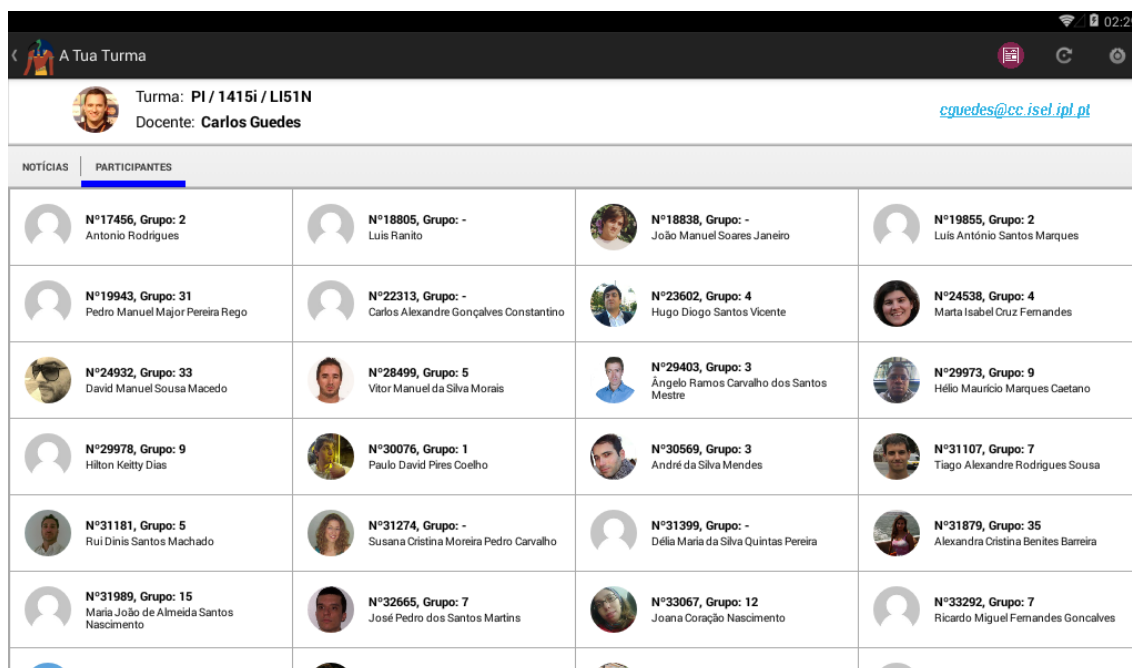 02:29
A Tua Turma
Turma: PI / 1415i / LI51N
Docente: Carlos Guedes
cguedes@cc.isel.ipl.pt
NOTÍCIAS
PARTICIPANTES
Nº17456, Grupo: 2
Antonio Rodrigues
Nº18805, Grupo: -
Luis Ranito
Nº18838, Grupo: -
João Manuel Soares Janeiro
Nº19855, Grupo: 2
Luís António Santos Marques
Nº19943, Grupo: 31
Pedro Manuel Major Pereira Rego
Nº22313, Grupo: -
Carlos Alexandre Gonçalves Constantino
Nº23602, Grupo: 4
Hugo Diogo Santos Vicente
Nº24538, Grupo: 4
Marta Isabel Cruz Fernandes
Nº24932, Grupo: 33
David Manuel Sousa Macedo
Nº28499, Grupo: 5
Vitor Manuel da Silva Morais
Nº29403, Grupo: 3
Ângelo Ramos Carvalho dos Santos
Mestre
Nº29973, Grupo: 9
Hélio Maurício Marques Caetano
Nº29978, Grupo: 9
Hilton Keitty Dias
Nº30076, Grupo: 1
Paulo David Pires Coelho
Nº30569, Grupo: 3
André da Silva Mendes
Nº31107, Grupo: 7
Tiago Alexandre Rodrigues Sousa
Nº31181, Grupo: 5
Rui Dinis Santos Machado
Nº31274, Grupo: -
Susana Cristina Moreira Pedro Carvalho
Nº31399, Grupo: -
Délia Maria da Silva Quintas Pereira
Nº31879, Grupo: 35
Alexandra Cristina Benites Barreira
Nº31989, Grupo: 15
Maria João de Almeida Santos
Nascimento
Nº32665, Grupo: 7
José Pedro dos Santos Martins
Nº33067, Grupo: 12
Joana Coração Nascimento
Nº33292, Grupo: 7
Ricardo Miguel Fernandes Goncalves